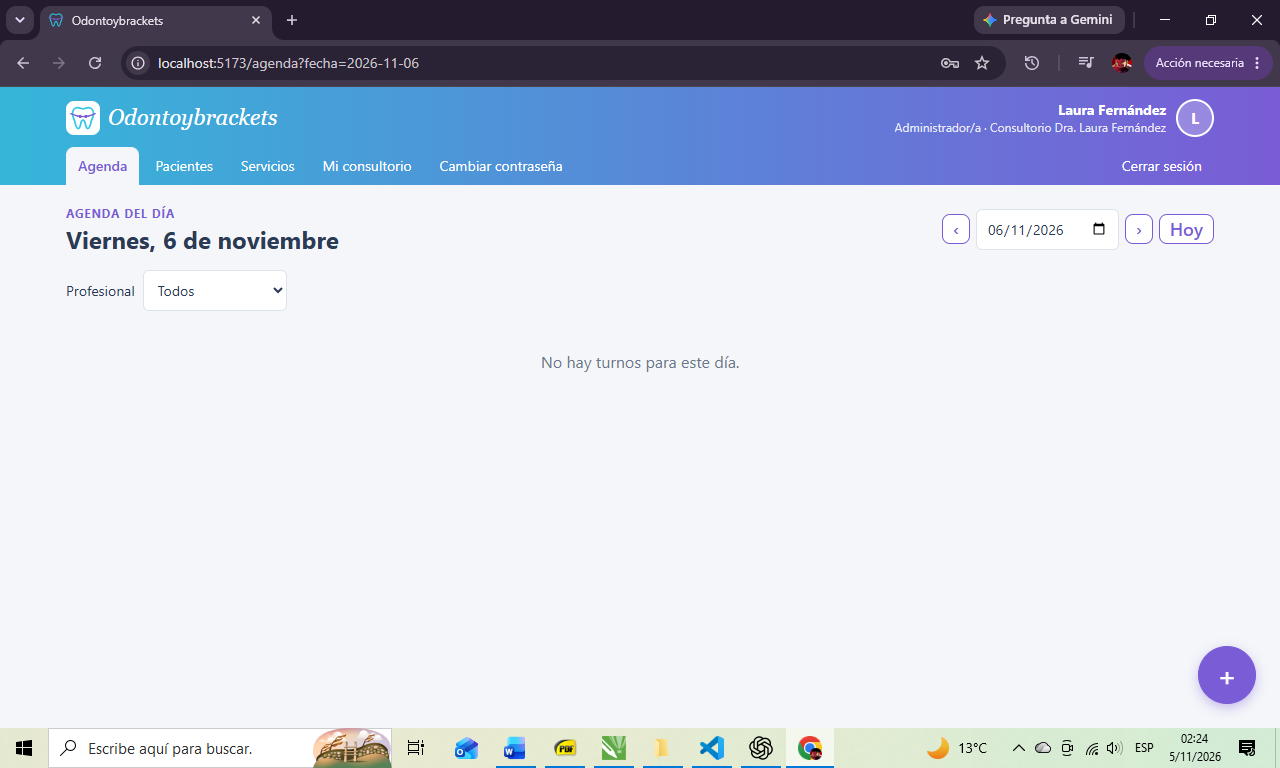 Odontoybrackets
Pregunta a Gemini
localhost:5173/agenda?fecha=2026-11-06
Acción necesaria
Odontoybrackets
Laura Fernández
Administrador/a · Consultorio Dra. Laura Fernández
L
Agenda
Pacientes
Servicios
Mi consultorio
Cambiar contraseña
Cerrar sesión
AGENDA DEL DÍA
Viernes, 6 de noviembre
‹
06/11/2026
›
Hoy
Profesional
Todos
No hay turnos para este día.
+
Escribe aquí para buscar.
13°C
ESP
02:24
5/11/2026